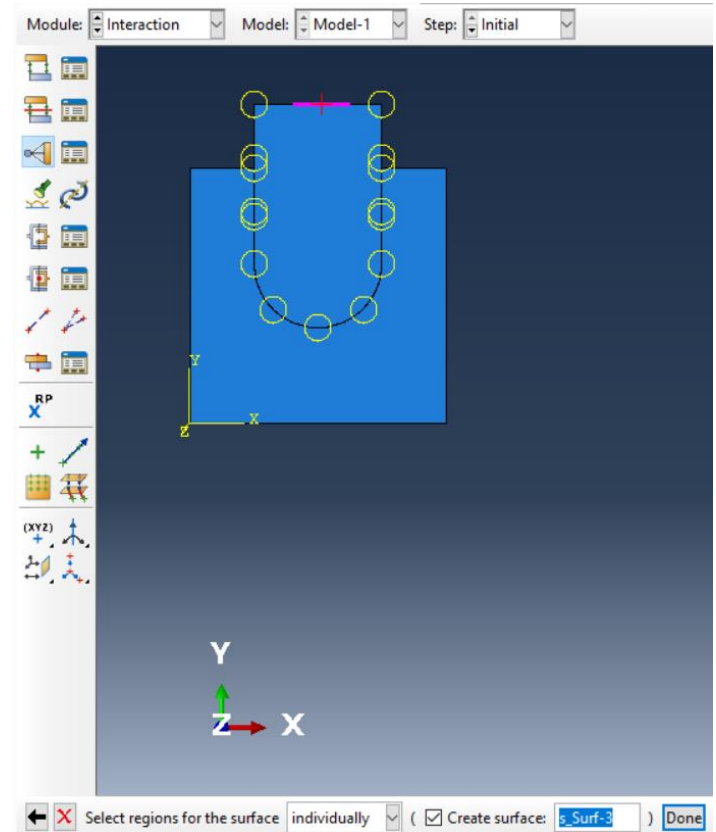 Module: Interaction Model: Model-1 Step: Initial
RP
X
(XYZ)
Y
X
Z
Y
Z X
Select regions for the surface individually ( Create surface: s_Surf-3 ) Done